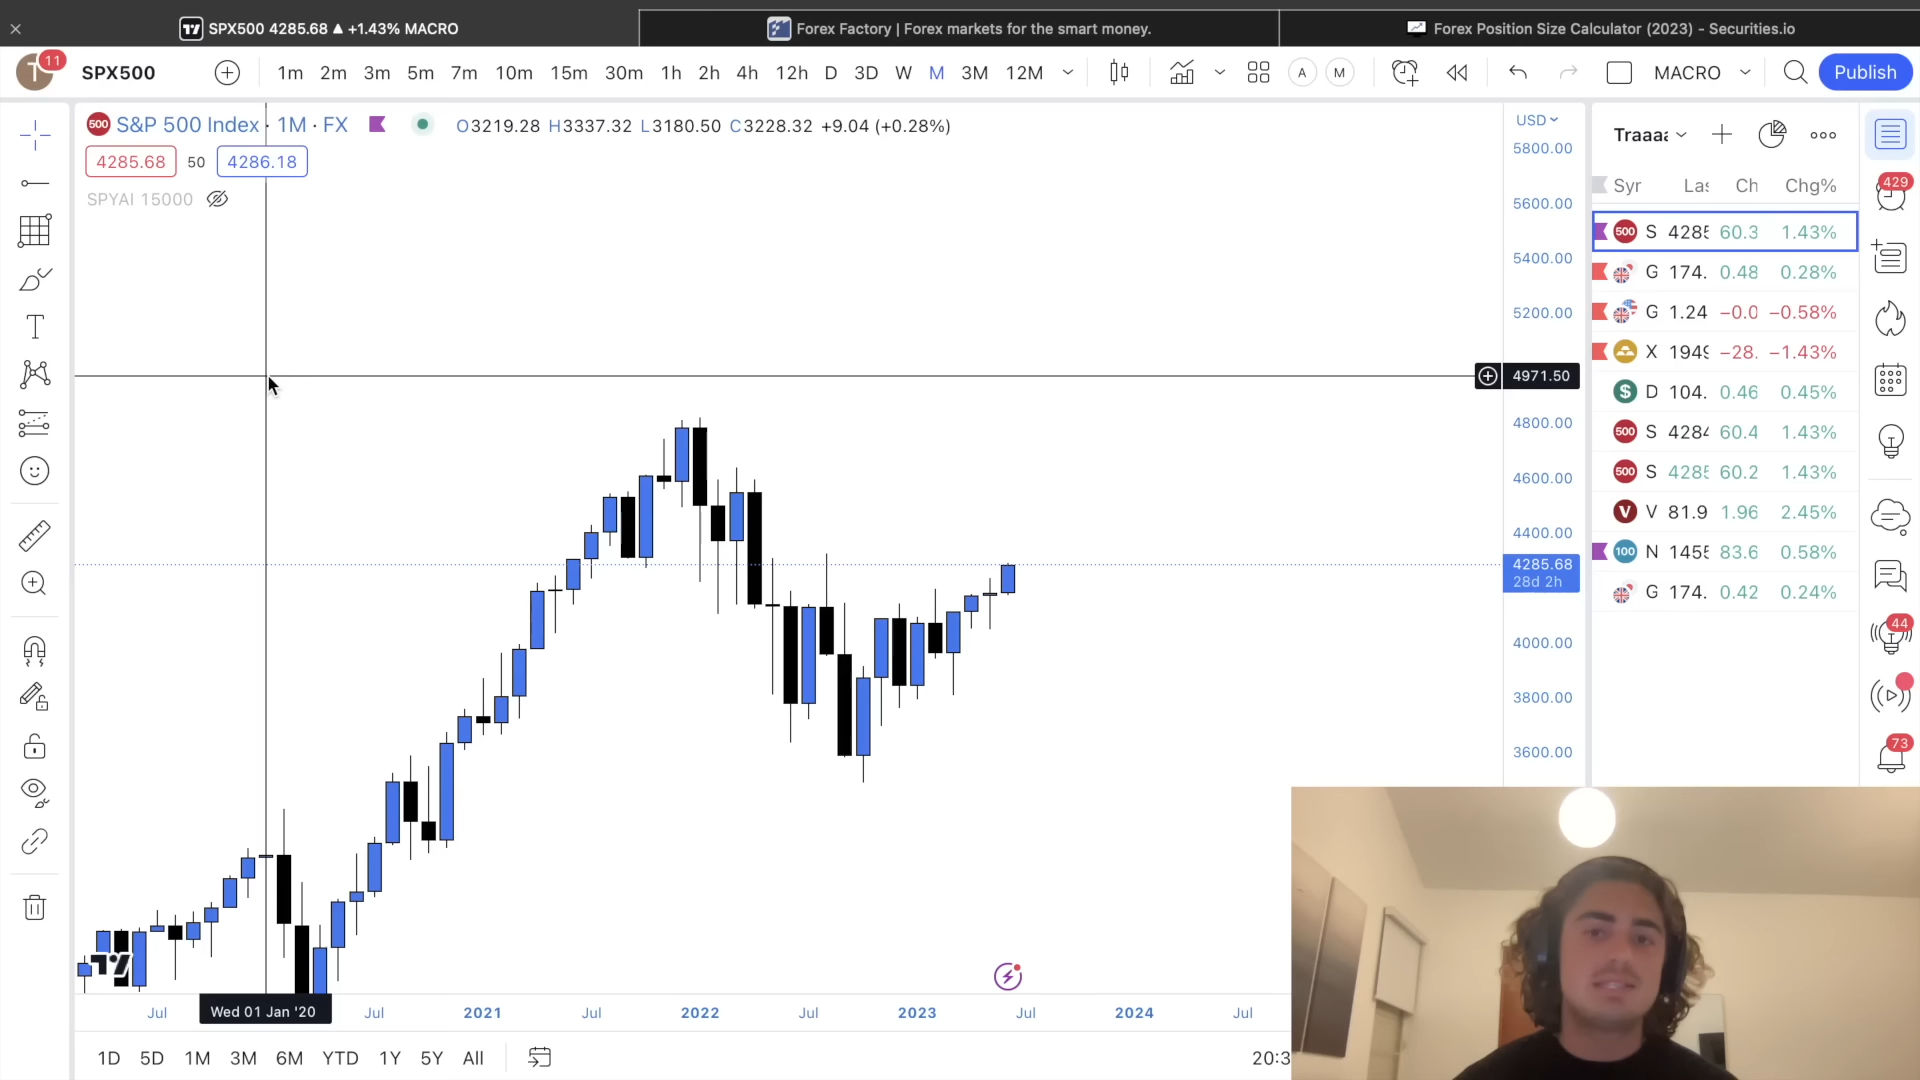 SPX500 4285.68 ▲ +1.43% MACRO
Forex Factory | Forex markets for the smart money.
Forex Position Size Calculator (2023) - Securities.io
T 11
SPX500
1m 2m 3m 5m 7m 10m 15m 30m 1h 2h 4h 12h D 3D W M 3M 12M
A M
MACRO
Publish
500 S&P 500 Index · 1M · FX
O3219.28 H3337.32 L3180.50 C3228.32 +9.04 (+0.28%)
4285.68 50 4286.18
SPYAI 15000
USD
5800.00
5600.00
5400.00
5200.00
4971.50
4800.00
4600.00
4400.00
4285.68
28d 2h
4000.00
3800.00
3600.00
Traaaa
Syr Las Ch Chg%
500 S 4285 60.3 1.43%
G 174. 0.48 0.28%
G 1.24 −0.0 −0.58%
X 1949 −28. −1.43%
$ D 104. 0.46 0.45%
500 S 4284 60.4 1.43%
500 S 4285 60.2 1.43%
V V 81.9 1.96 2.45%
100 N 1455 83.6 0.58%
G 174. 0.42 0.24%
429
44
73
Jul Wed 01 Jan '20 Jul 2021 Jul 2022 Jul 2023 Jul 2024 Jul
1D 5D 1M 3M 6M YTD 1Y 5Y All
20:3